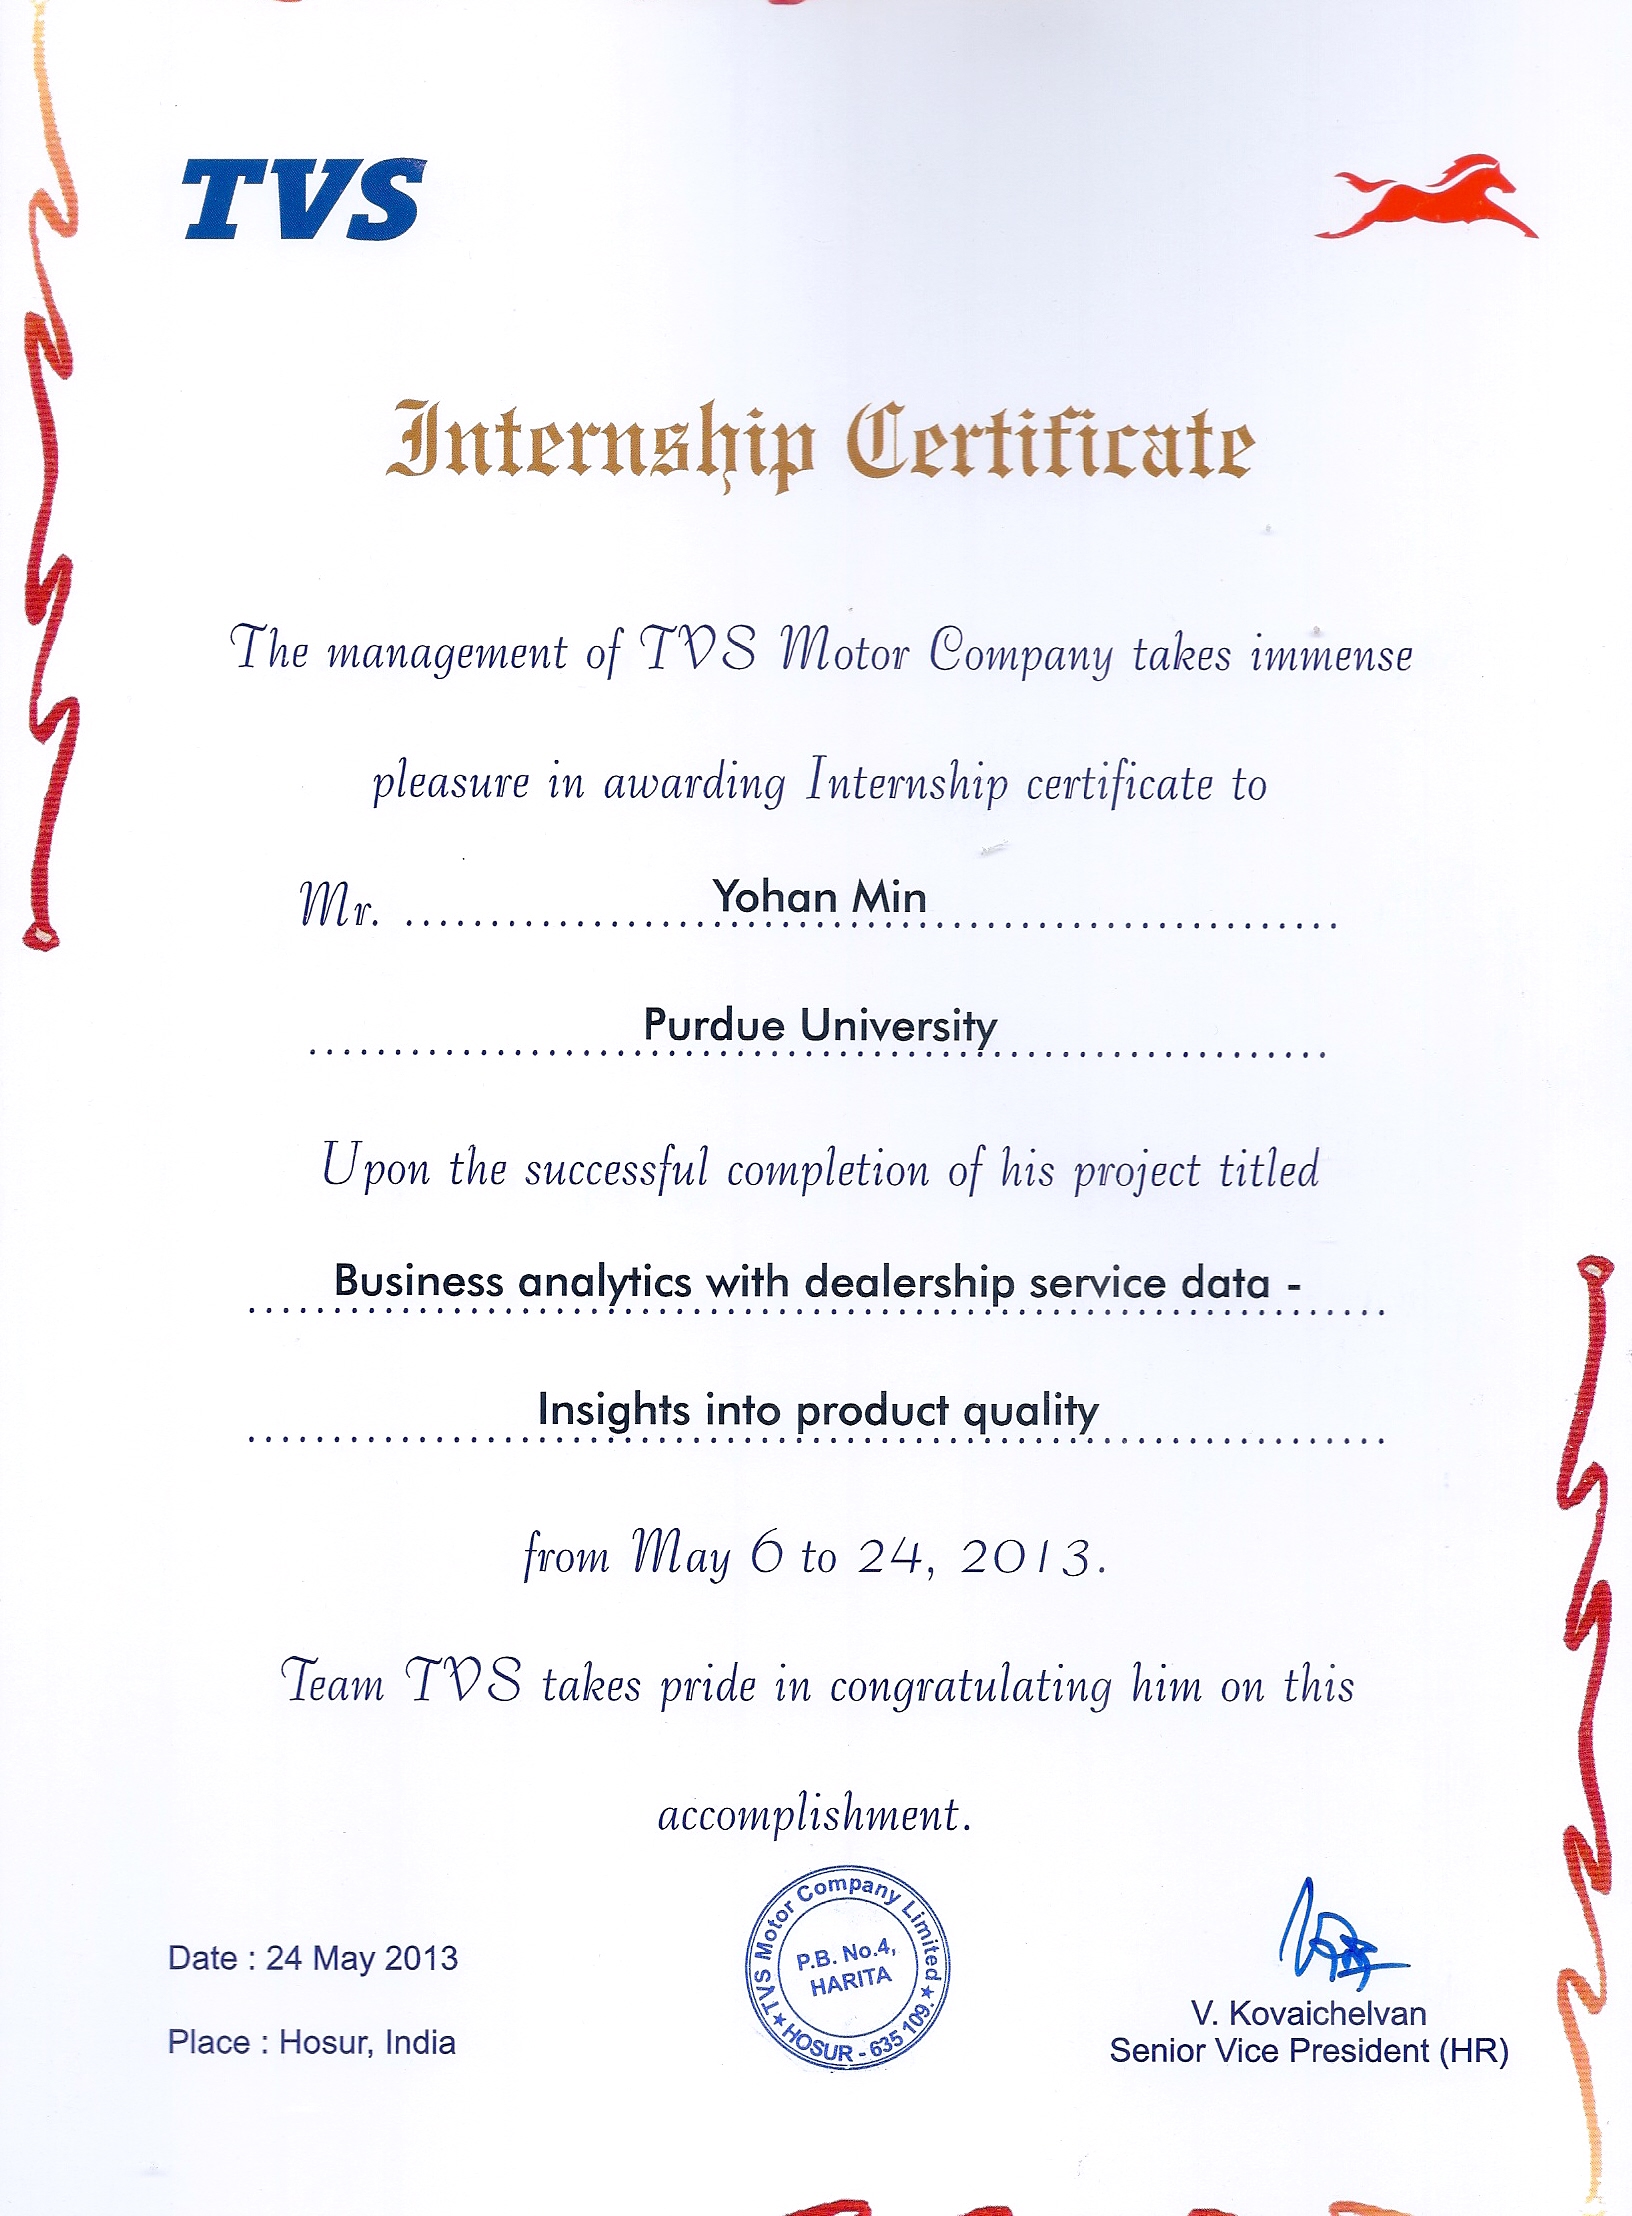 TVS
Internship Certificate
The management of TVS Motor Company takes immense
pleasure in awarding Internship certificate to
Mr. Yohan Min
Purdue University
Upon the successful completion of his project titled
Business analytics with dealership service data -
Insights into product quality
from May 6 to 24, 2013.
Team TVS takes pride in congratulating him on this
accomplishment.
Date : 24 May 2013
Place : Hosur, India
TVS Motor Company Limited
P.B. No.4,
HARITA
HOSUR - 635 109.
V. Kovaichelvan
Senior Vice President (HR)